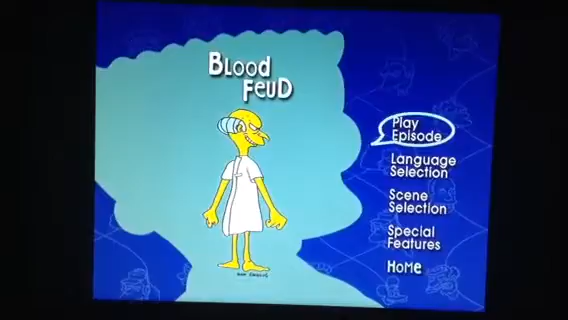 Blood
Feud
Play
Episode
Language
Selection
Scene
Selection
Special
Features
Home